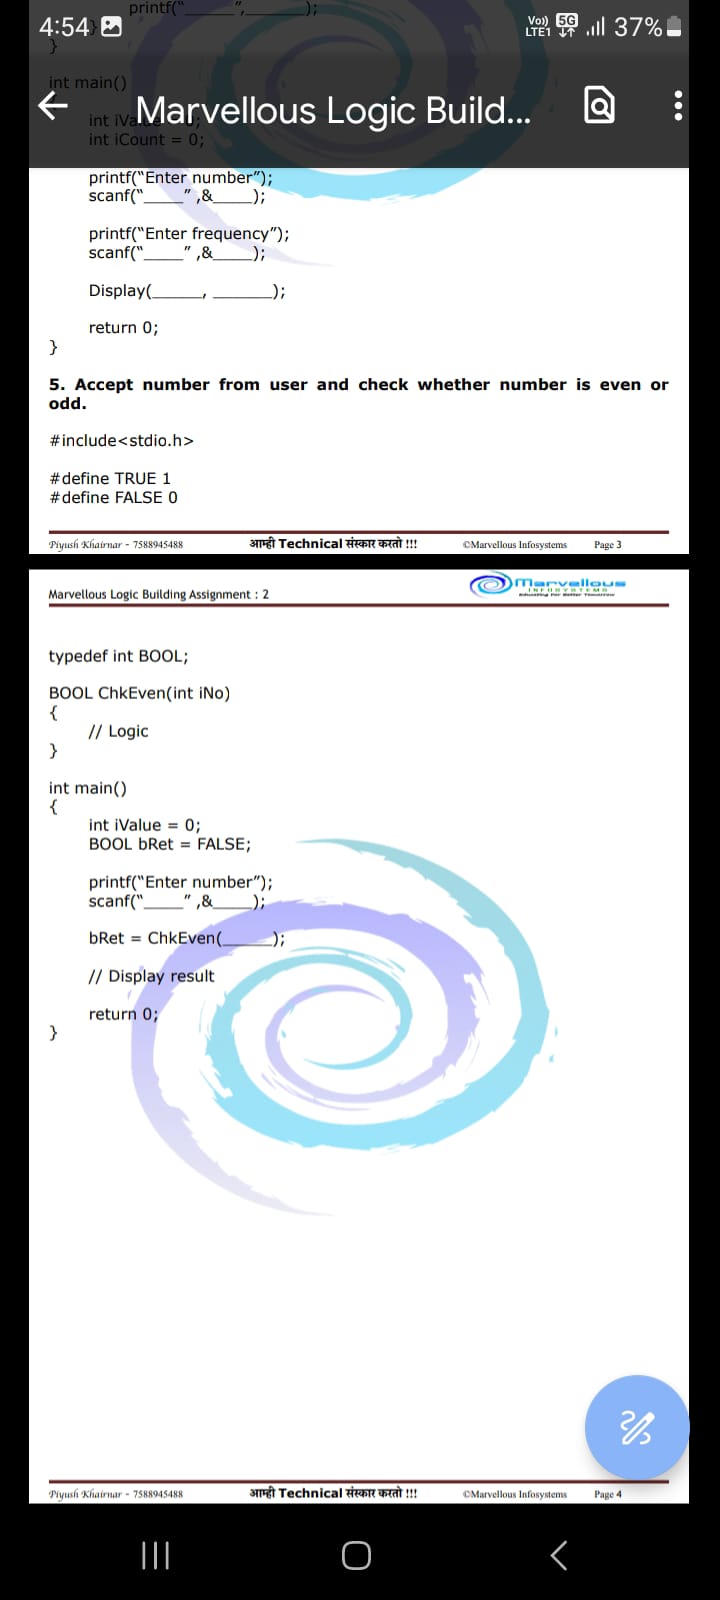 printf("______",______);
4:54
Vo)) 5G
LTE1
37%
}
int main()
Marvellous Logic Build...
int iCount = 0;
printf("Enter number");
scanf("_____" ,&_____);
printf("Enter frequency");
scanf("_____" ,&_____);
Display(______, _______);
return 0;
}
5. Accept number from user and check whether number is even or
odd.
#include<stdio.h>
#define TRUE 1
#define FALSE 0
Piyush Khairnar - 7588945488 आम्ही Technical संस्कार करतो !!! ©Marvellous Infosystems Page 3
Marvellous
INFOSYSTEMS
Educating For Better Tomorrow
Marvellous Logic Building Assignment : 2
typedef int BOOL;
BOOL ChkEven(int iNo)
{
// Logic
}
int main()
{
int iValue = 0;
BOOL bRet = FALSE;
printf("Enter number");
scanf("_____" ,&_____);
bRet = ChkEven(______);
// Display result
return 0;
}
Piyush Khairnar - 7588945488 आम्ही Technical संस्कार करतो !!! ©Marvellous Infosystems Page 4